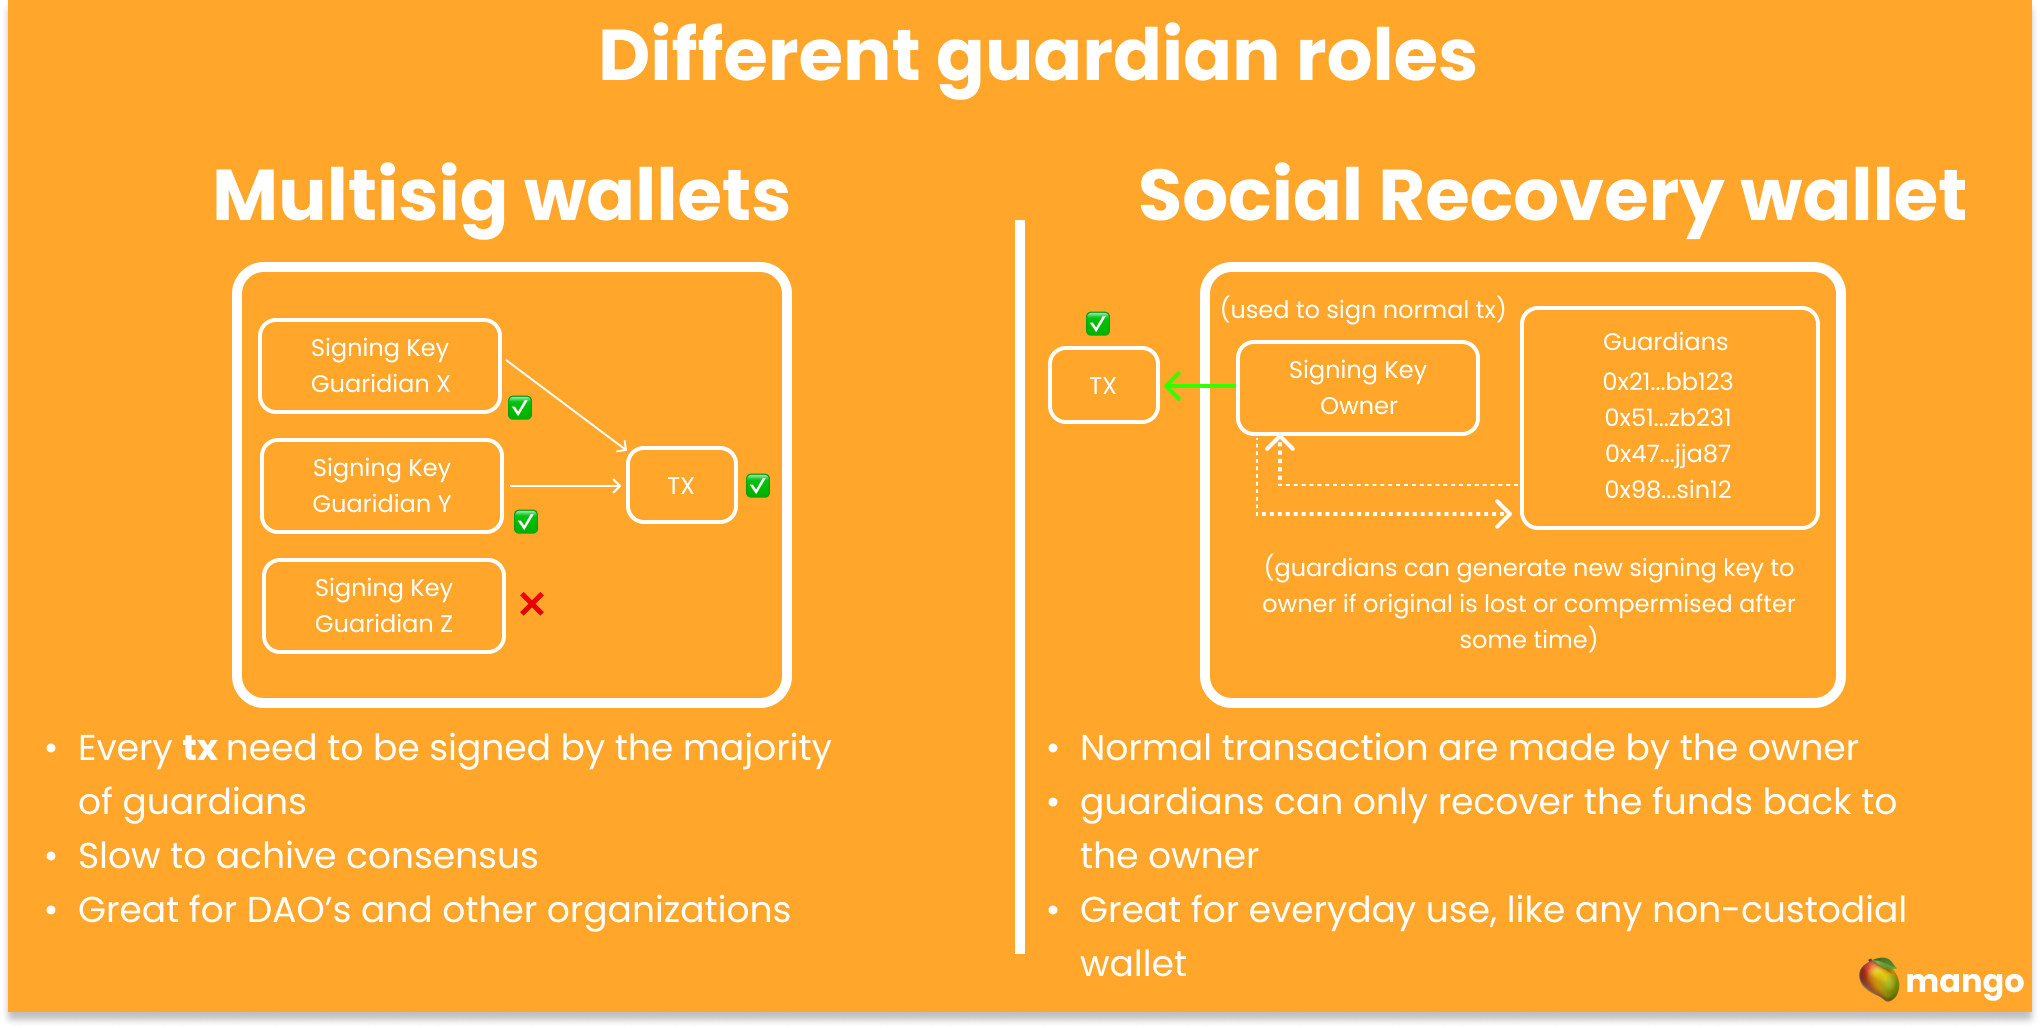 Different guardian roles
Multisig wallets
Signing Key
Guaridian X
Signing Key
Guaridian Y
Signing Key
Guaridian Z
TX
• Every tx need to be signed by the majority
of guardians
• Slow to achive consensus
• Great for DAO’s and other organizations
Social Recovery wallet
TX
(used to sign normal tx)
Signing Key
Owner
Guardians
0x21...bb123
0x51...zb231
0x47...jja87
0x98...sin12
(guardians can generate new signing key to
owner if original is lost or compermised after
some time)
• Normal transaction are made by the owner
• guardians can only recover the funds back to
the owner
• Great for everyday use, like any non-custodial
wallet
mango